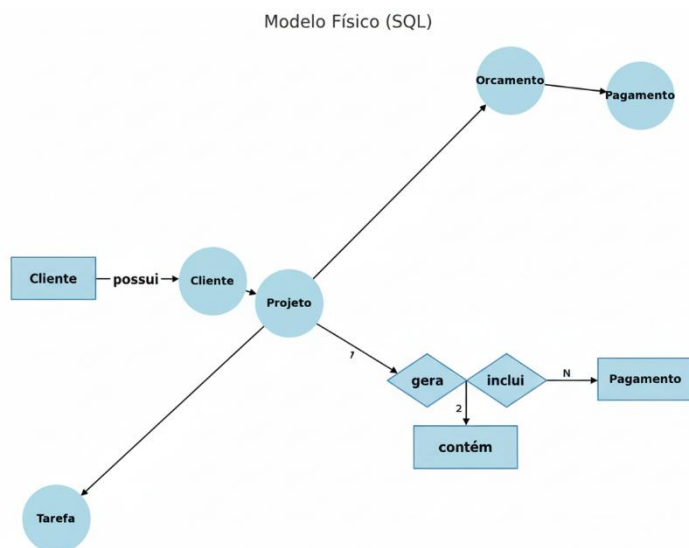 Modelo Físico (SQL)
Orcamento
Pagamento
Cliente
possui
Cliente
Projeto
1
gera
inclui
N
Pagamento
2
contém
Tarefa